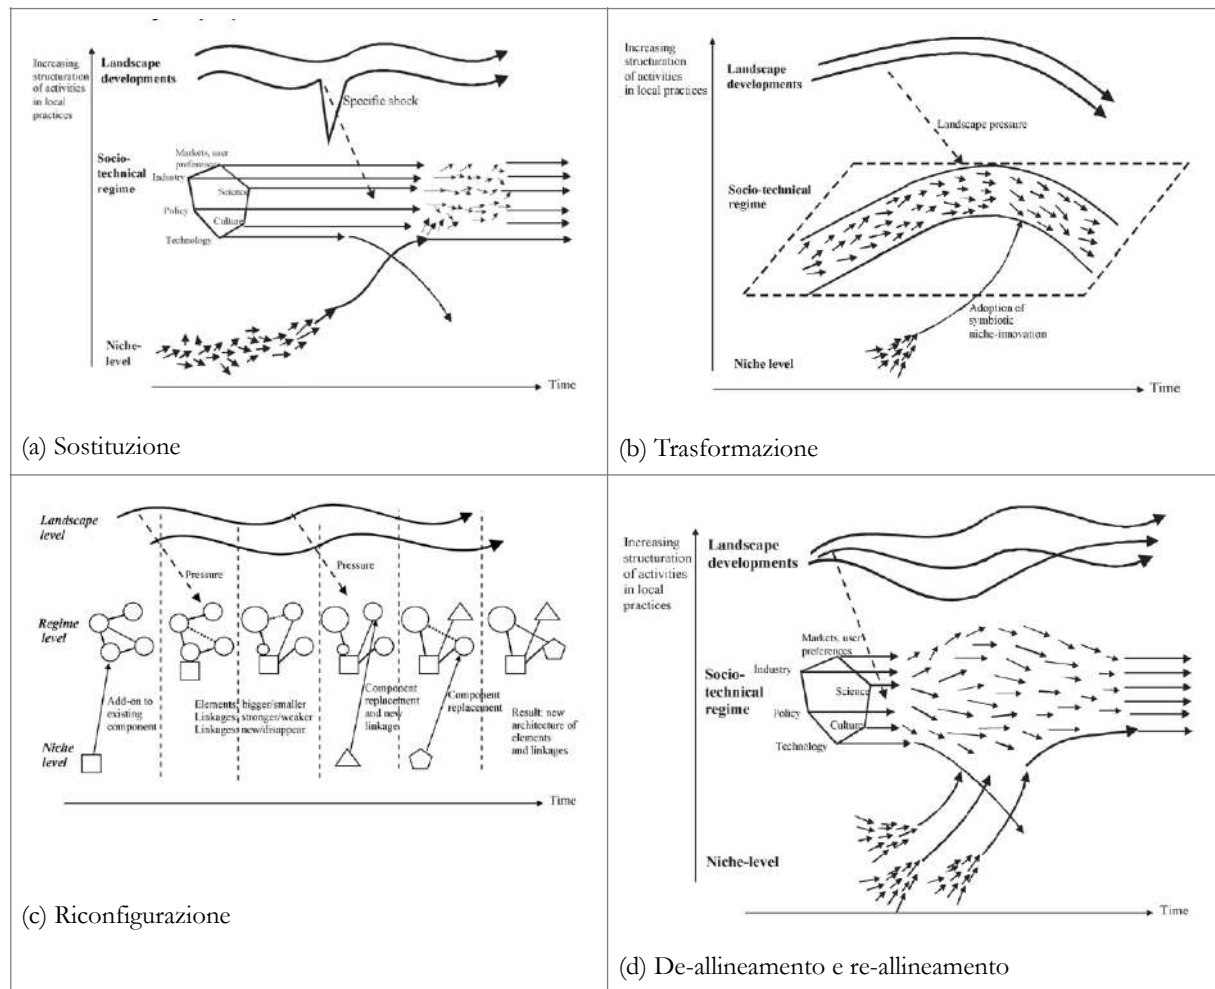 Increasing
structuration
of activities
in local
practices
Landscape
developments
Specific shock
Socio-
technical
regime
Markets, user
preferences
Industry
Science
Policy
Culture
Technology
Niche-
level
Time
(a) Sostituzione
Increasing
structuration
of activities
in local practices
Landscape
developments
Landscape pressure
Socio-technical
regime
Adoption of
symbiotic
niche-innovation
Niche level
Time
(b) Trasformazione
Landscape
level
Pressure
Pressure
Regime
level
Add-on to
existing
component
Elements: bigger/smaller
Linkages: stronger/weaker
Linkages: new/disappear
Component
replacement
and new
linkages
Component
replacement
Result: new
architecture of
elements
and linkages
Niche
level
Time
(c) Riconfigurazione
Increasing
structuration
of activities
in local
practices
Landscape
developments
Markets, user
preferences
Industry
Science
Socio-
technical
regime
Policy
Culture
Technology
Niche-level
Time
(d) De-allineamento e re-allineamento